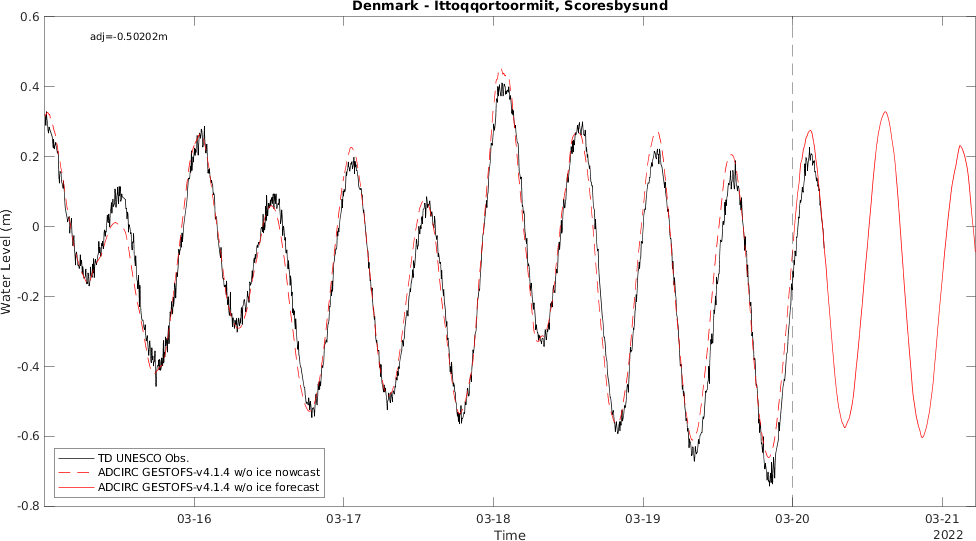 Denmark - Ittoqqortoormiit, Scoresbysund
adj=-0.50202m
0.6
0.4
0.2
0
-0.2
-0.4
-0.6
-0.8
Water Level (m)
TD UNESCO Obs.
ADCIRC GESTOFS-v4.1.4 w/o ice nowcast
ADCIRC GESTOFS-v4.1.4 w/o ice forecast
03-16 03-17 03-18 03-19 03-20 03-21
Time
2022